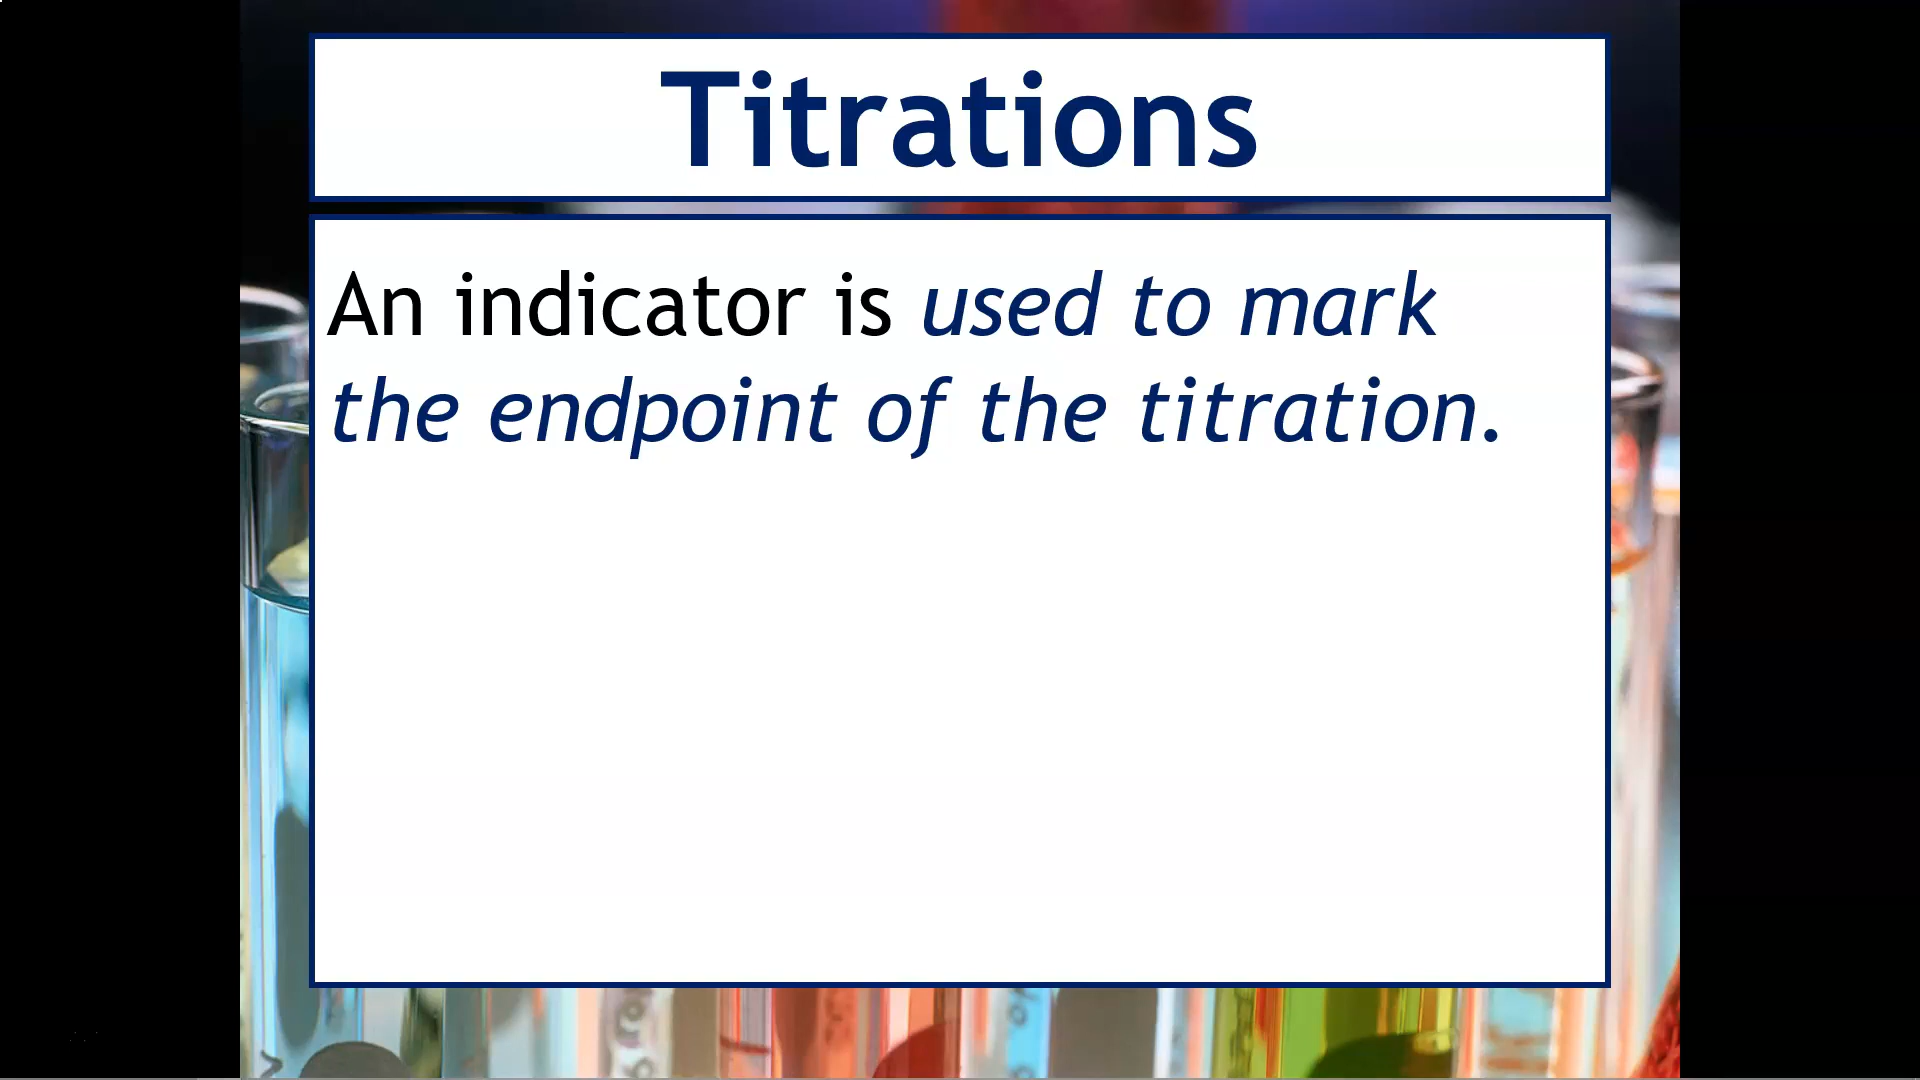 Titrations
An indicator is used to mark
the endpoint of the titration.